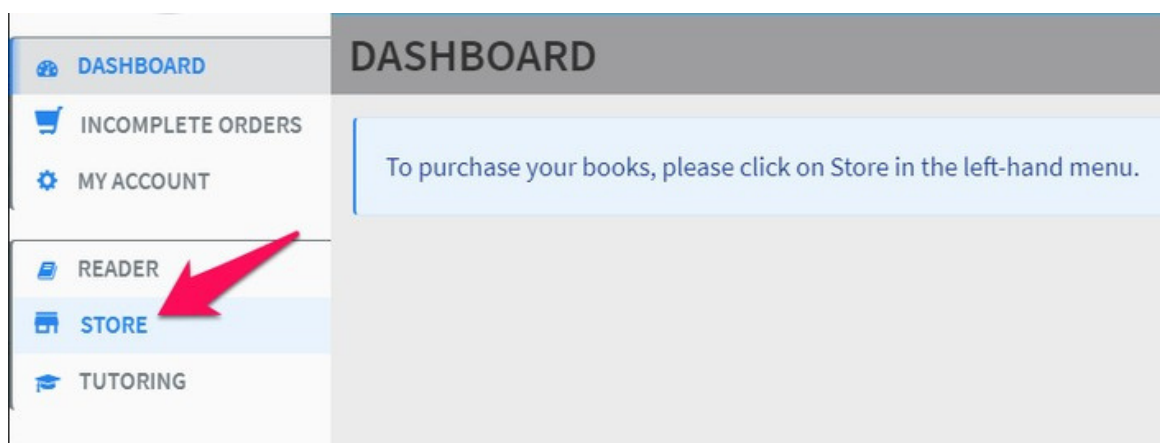 DASHBOARD
INCOMPLETE ORDERS
MY ACCOUNT
READER
STORE
TUTORING
DASHBOARD
To purchase your books, please click on Store in the left-hand menu.